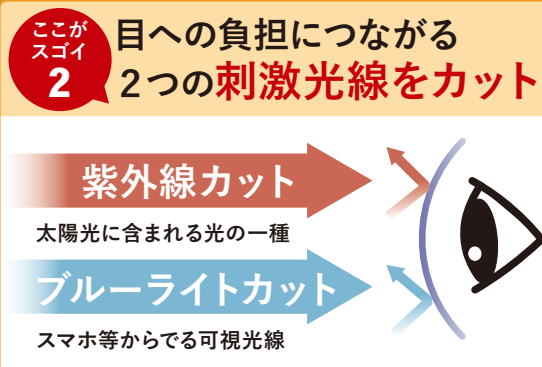 ここが
スゴイ
2
目への負担につながる
2つの刺激光線をカット
紫外線カット
太陽光に含まれる光の一種
ブルーライトカット
スマホ等からでる可視光線